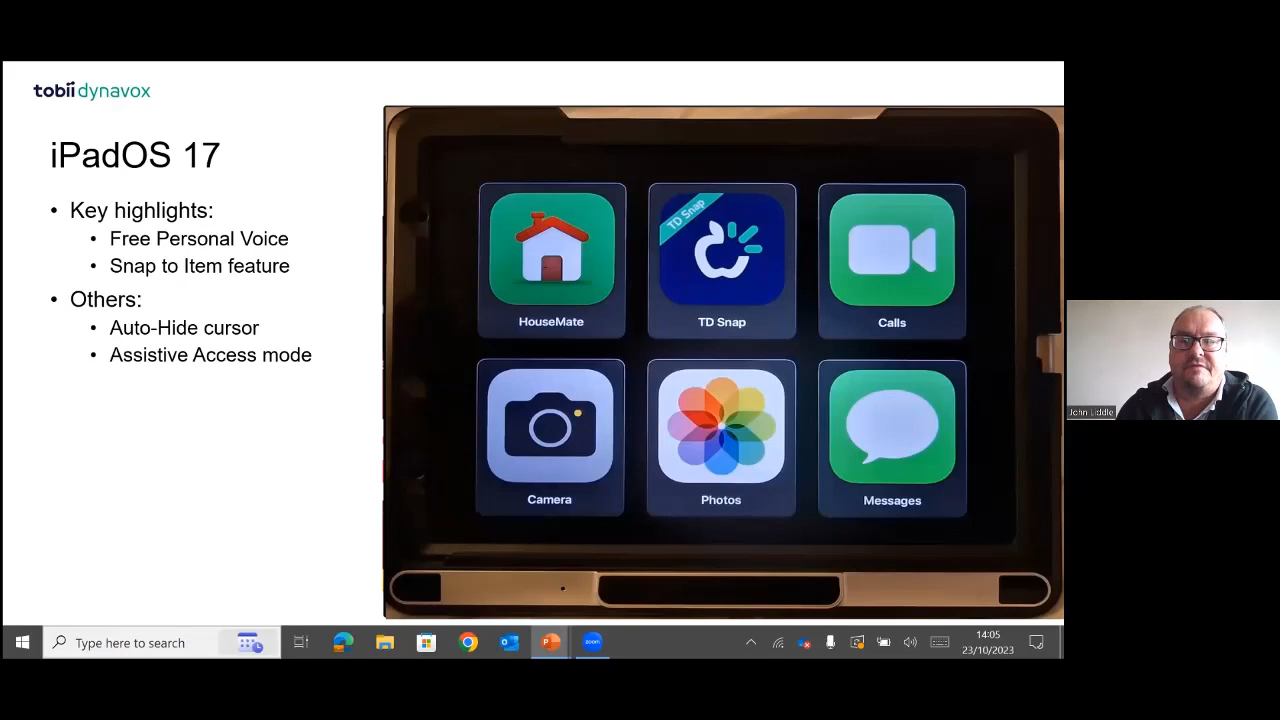 tobii dynavox
iPadOS 17
• Key highlights:
• Free Personal Voice
• Snap to Item feature
• Others:
• Auto-Hide cursor
• Assistive Access mode
TD Snap
HouseMate
TD Snap
Calls
Camera
Photos
Messages
John Liddle
Type here to search
zoom
14:05
23/10/2023